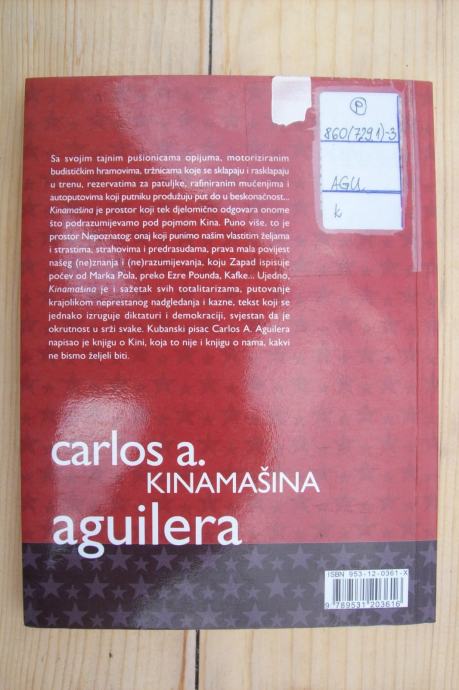 P
860(729.1)-3
AGU
k
Sa svojim tajnim pušionicama opijuma, motoriziranim
budističkim hramovima, tržnicama koje se sklapaju i rasklapaju
u trenu, rezervatima za patuljke, rafiniranim mučenjima i
autoputovima koji putniku produžuju put do u beskonačnost...
Kinamašina je prostor koji tek djelomično odgovara onome
što podrazumijevamo pod pojmom Kina. Puno više, to je
prostor Nepoznatog: onaj koji punimo našim vlastitim željama
i strastima, strahovima i predrasudama, prava mala povijest
našeg (ne)znanja i (ne)razumijevanja, koju Zapad ispisuje
počev od Marka Pola, preko Ezre Pounda, Kafke... Ujedno,
Kinamašina je i sažetak svih totalitarizama, putovanje
krajolikom neprestanog nadgledanja i kazne, tekst koji se
jednako izruguje diktaturi i demokraciji, svjestan da je
okrutnost u srži svake. Kubanski pisac Carlos A. Aguilera
napisao je knjigu o Kini, koja to nije i knjigu o nama, kakvi
ne bismo željeli biti.
carlos a.
KINAMAŠINA
aguilera
ISBN 953-12-0361-X
9 789531 203616